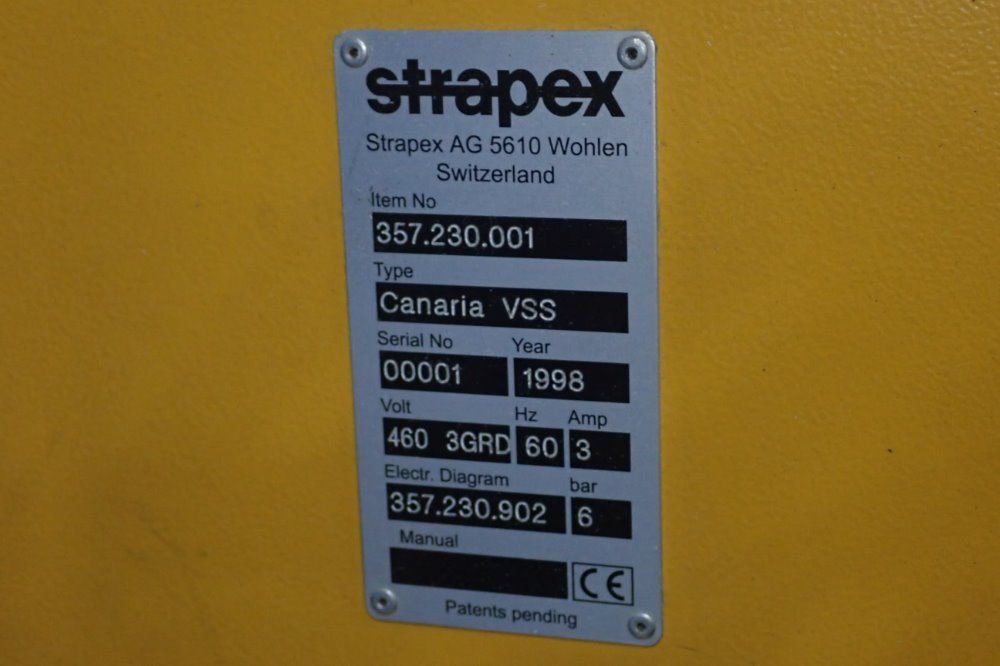 strapex
Strapex AG 5610 Wohlen
Switzerland
Item No
357.230.001
Type
Canaria VSS
Serial No Year
00001 1998
Volt Hz Amp
460 3GRD 60 3
Electr. Diagram bar
357.230.902 6
Manual
CE
Patents pending